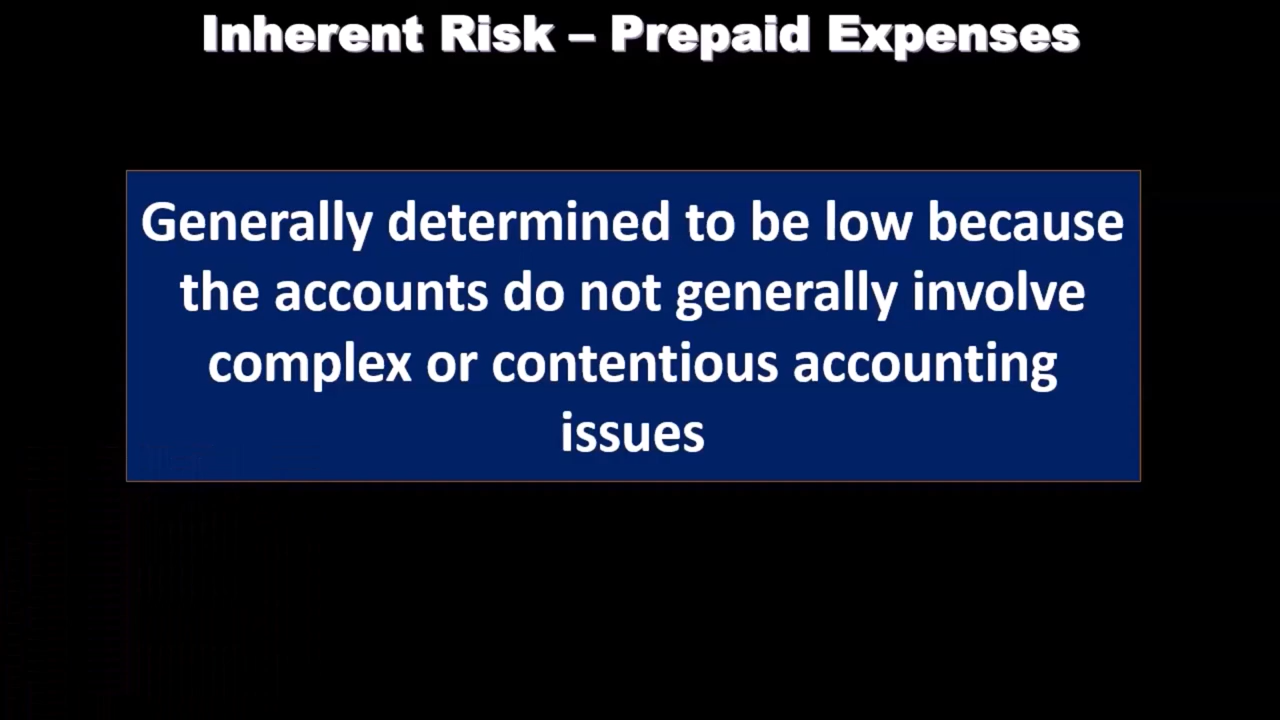 Inherent Risk – Prepaid Expenses
Generally determined to be low because
the accounts do not generally involve
complex or contentious accounting
issues